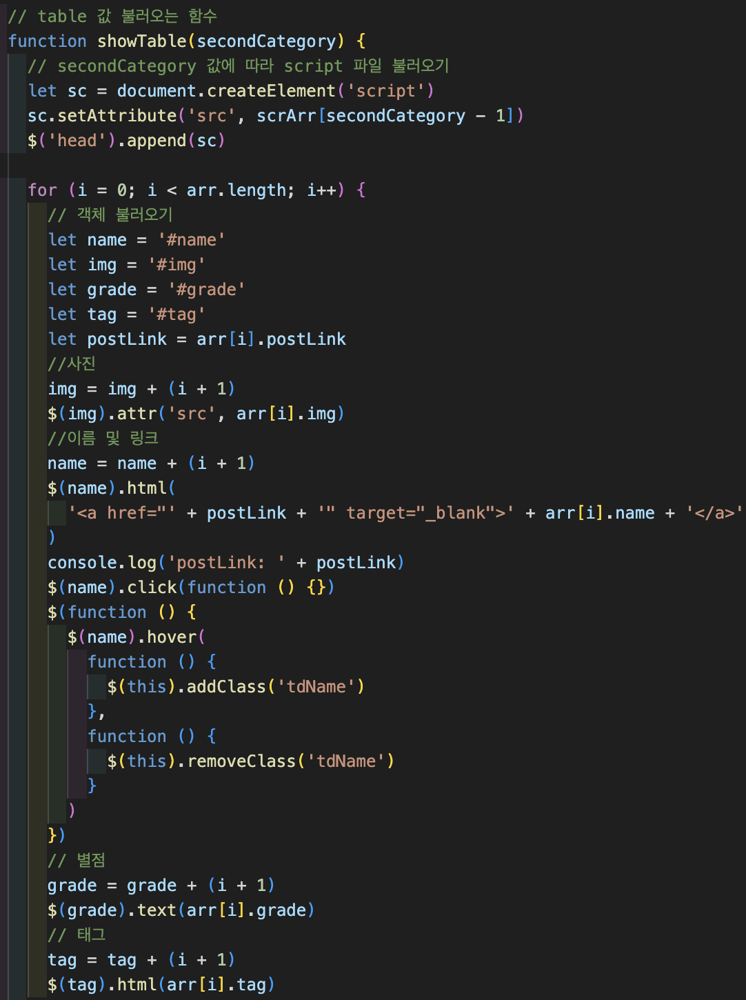 // table 값 불러오는 함수
function showTable(secondCategory) {
// secondCategory 값에 따라 script 파일 불러오기
let sc = document.createElement('script')
sc.setAttribute('src', scrArr[secondCategory - 1])
$('head').append(sc)
for (i = 0; i < arr.length; i++) {
// 객체 불러오기
let name = '#name'
let img = '#img'
let grade = '#grade'
let tag = '#tag'
let postLink = arr[i].postLink
//사진
img = img + (i + 1)
$(img).attr('src', arr[i].img)
//이름 및 링크
name = name + (i + 1)
$(name).html(
'<a href="' + postLink + '" target="_blank">' + arr[i].name + '</a>'
)
console.log('postLink: ' + postLink)
$(name).click(function () {})
$(function () {
$(name).hover(
function () {
$(this).addClass('tdName')
},
function () {
$(this).removeClass('tdName')
}
)
})
// 별점
grade = grade + (i + 1)
$(grade).text(arr[i].grade)
// 태그
tag = tag + (i + 1)
$(tag).html(arr[i].tag)